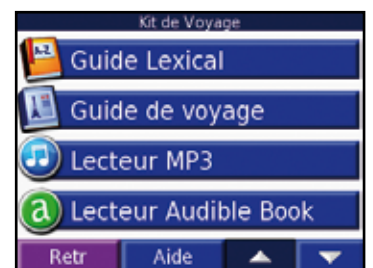 Kit de Voyage
A-Z
Guide Lexical
Guide de voyage
Lecteur MP3
a Lecteur Audible Book
Retr Aide